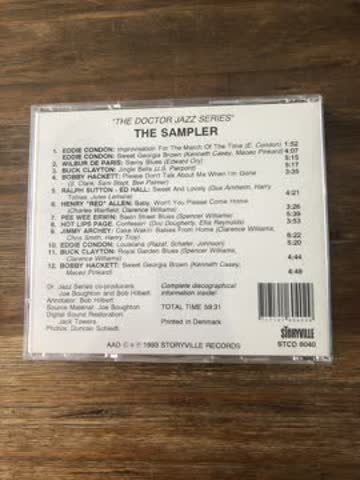 "THE DOCTOR JAZZ SERIES"
THE SAMPLER
1. EDDIE CONDON: Improvisation For The March Of The Time (E. Condon) 1:52
EDDIE CONDON: Sweet Georgia Brown (Kenneth Casey, Maceo Pinkard) 4:07
2. WILBUR DE PARIS: Saints Blues (Edward Ory) 5:15
3. BUCK CLAYTON: Jingle Bells (J.S. Pierpont) 5:17
4. BOBBY HACKETT: Please Don't Talk About Me When I'm Gone 3:35
(S. Clark, Sam Stept, Bee Palmer)
5. RALPH SUTTON - ED HALL: Sweet And Lovely (Gus Arnheim, Harry 4:21
Tobias, Jules Lemare)
6. HENRY "RED" ALLEN: Baby, Won't You Please Come Home 3:26
(Charles Warfield, Clarence Williams)
7. PEE WEE ERWIN: Basin Street Blues (Spencer Williams) 5:39
8. HOT LIPS PAGE: Confessin' (Doc Dougherty, Ellis Reynolds) 3:53
9. JIMMY ARCHEY: Cake Walkin' Babies From Home (Clarence Williams, 6:22
Chris Smith, Henry Troy)
10. EDDIE CONDON: Louisiana (Razaf, Schafer, Johnson) 5:20
11. BUCK CLAYTON: Royal Garden Blues (Spencer Williams, 4:44
Clarence Williams)
12. BOBBY HACKETT: Sweet Georgia Brown (Kenneth Casey, 4:48
Maceo Pinkard)
Dr. Jazz Series co-producers
Joe Boughton and Bob Hilbert
Annotator: Bob Hilbert
Source Material: Joe Boughton
Digital Sound Restoration:
Jack Towers
Photos: Duncan Schiedt
Complete discographical
information inside!
TOTAL TIME 59:31
Printed in Denmark
STORYVILLE
STCD 6040
AAD © + ℗ 1993 STORYVILLE RECORDS